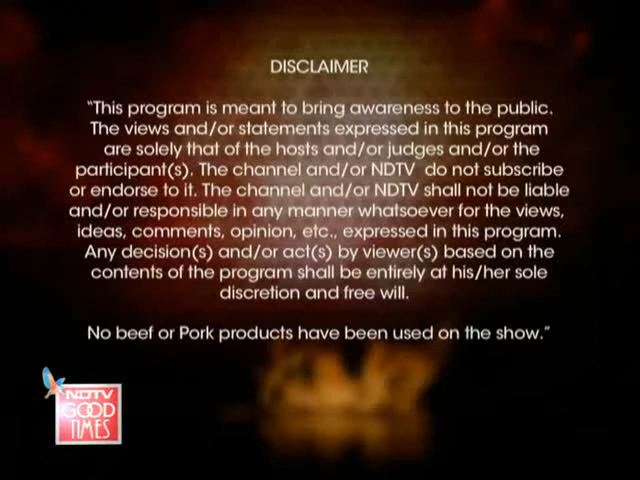 DISCLAIMER
“This program is meant to bring awareness to the public.
The views and/or statements expressed in this program
are solely that of the hosts and/or judges and/or the
participant(s). The channel and/or NDTV do not subscribe
or endorse to it. The channel and/or NDTV shall not be liable
and/or responsible in any manner whatsoever for the views,
ideas, comments, opinion, etc., expressed in this program.
Any decision(s) and/or act(s) by viewer(s) based on the
contents of the program shall be entirely at his/her sole
discretion and free will.
No beef or Pork products have been used on the show.”
NDTV
GOOD
TIMES